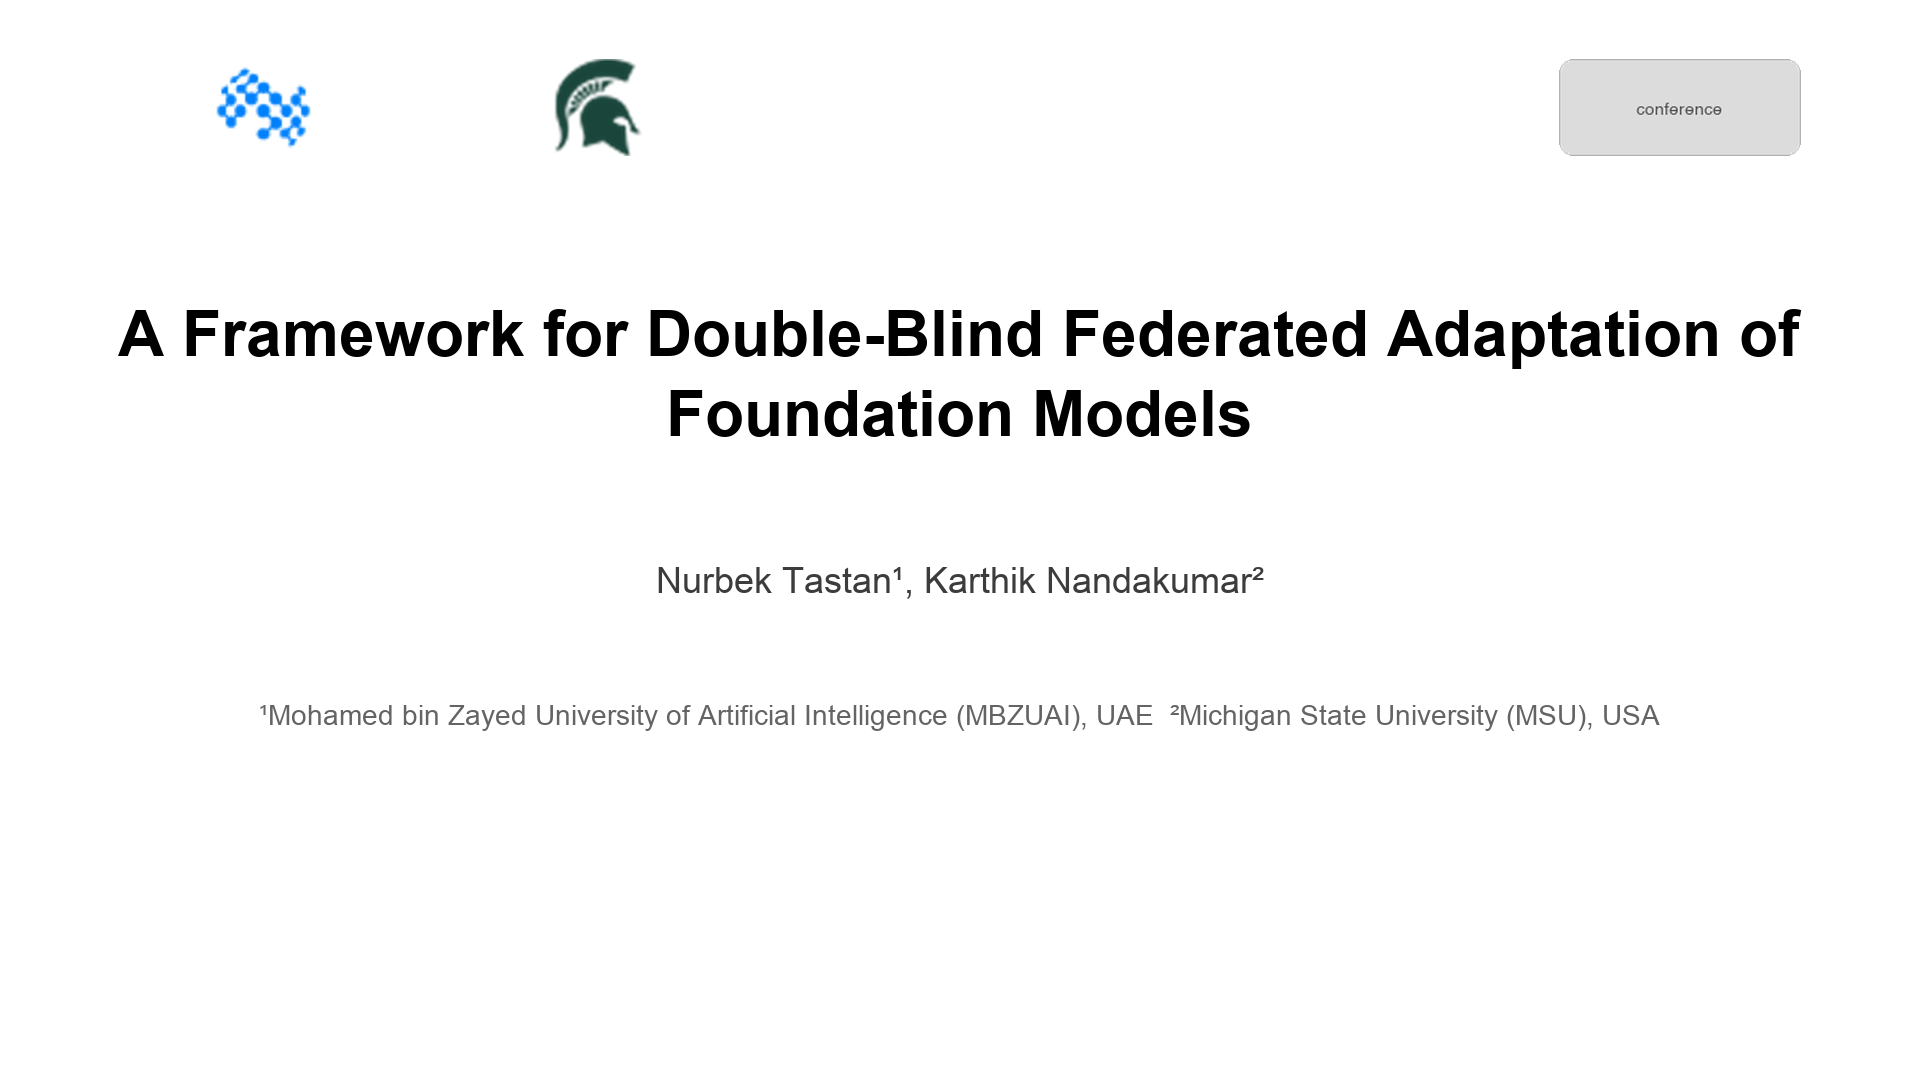 conference
A Framework for Double-Blind Federated Adaptation of
Foundation Models
Nurbek Tastan¹, Karthik Nandakumar²
¹Mohamed bin Zayed University of Artificial Intelligence (MBZUAI), UAE  ²Michigan State University (MSU), USA